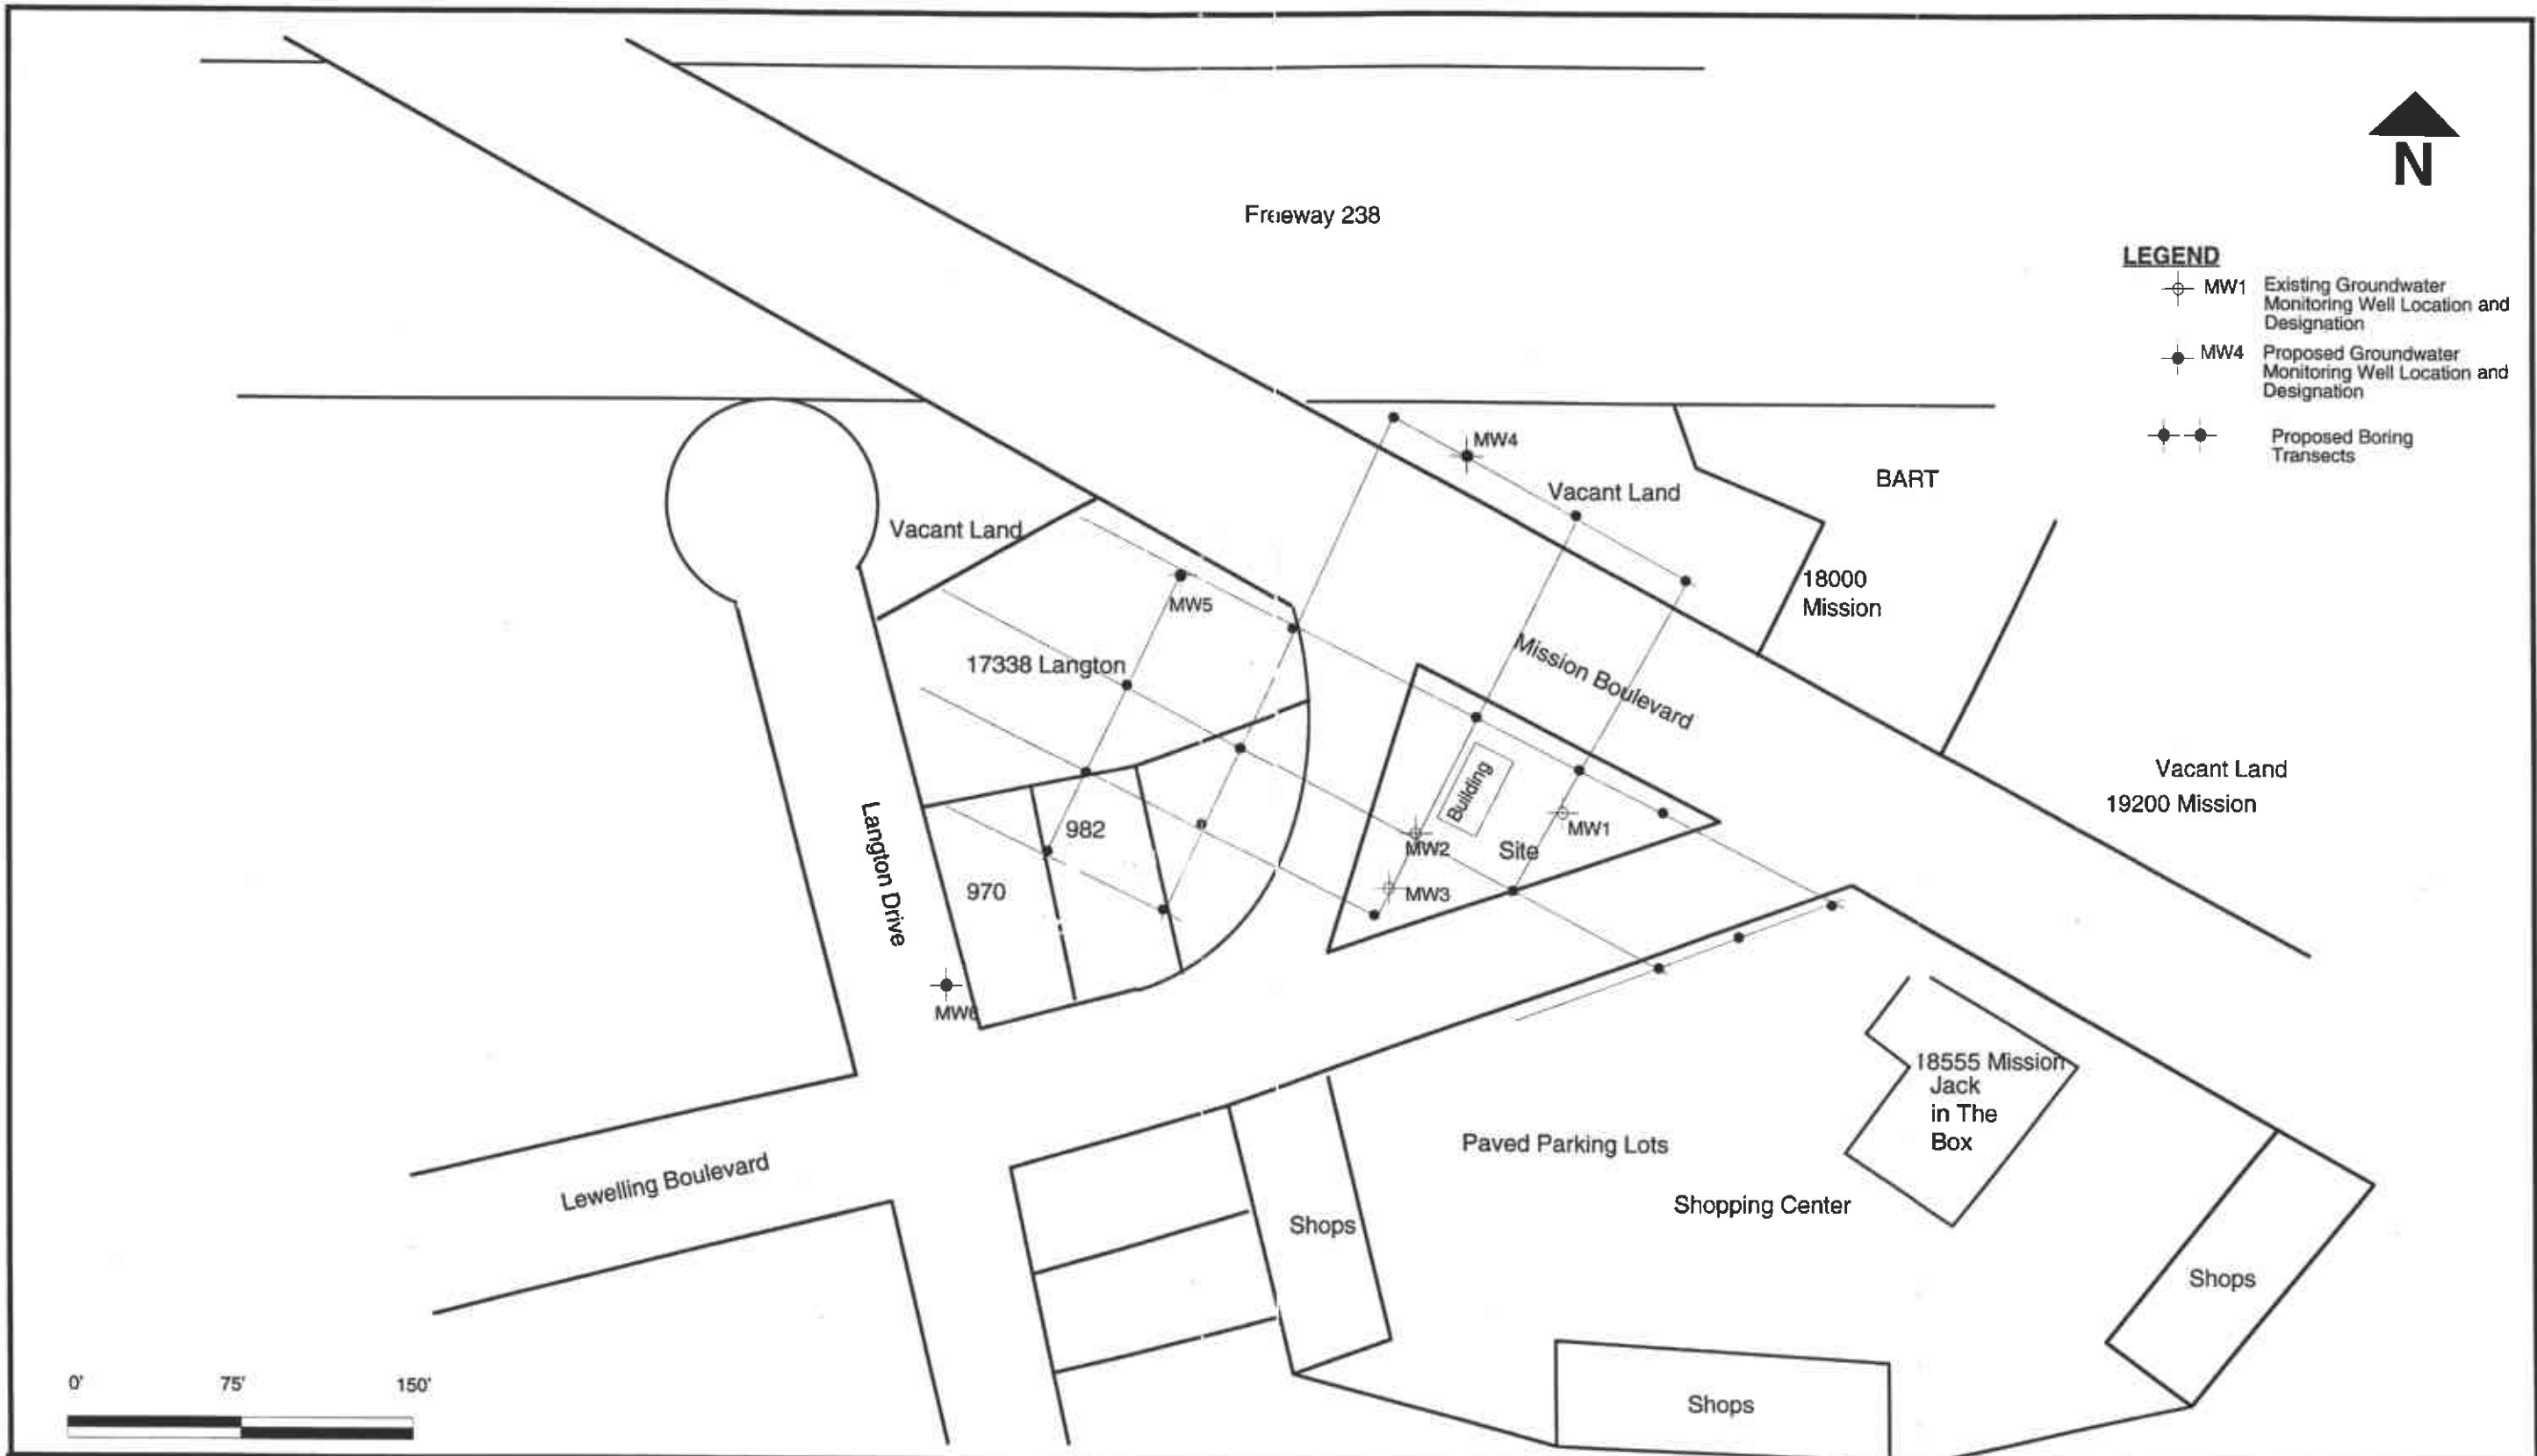 N
Freeway 238
LEGEND
MW1 Existing Groundwater
Monitoring Well Location and
Designation
MW4 Proposed Groundwater
Monitoring Well Location and
Designation
Proposed Boring
Transects
MW4
Vacant Land
BART
Vacant Land
18000
Mission
MW5
17338 Langton
Mission Boulevard
Vacant Land
19200 Mission
Building
982
MW1
MW2
Site
Langton Drive
970
MW3
MW6
18555 Mission
Jack
in The
Box
Paved Parking Lots
Lewelling Boulevard
Shopping Center
Shops
Shops
0' 75' 150'
Shops